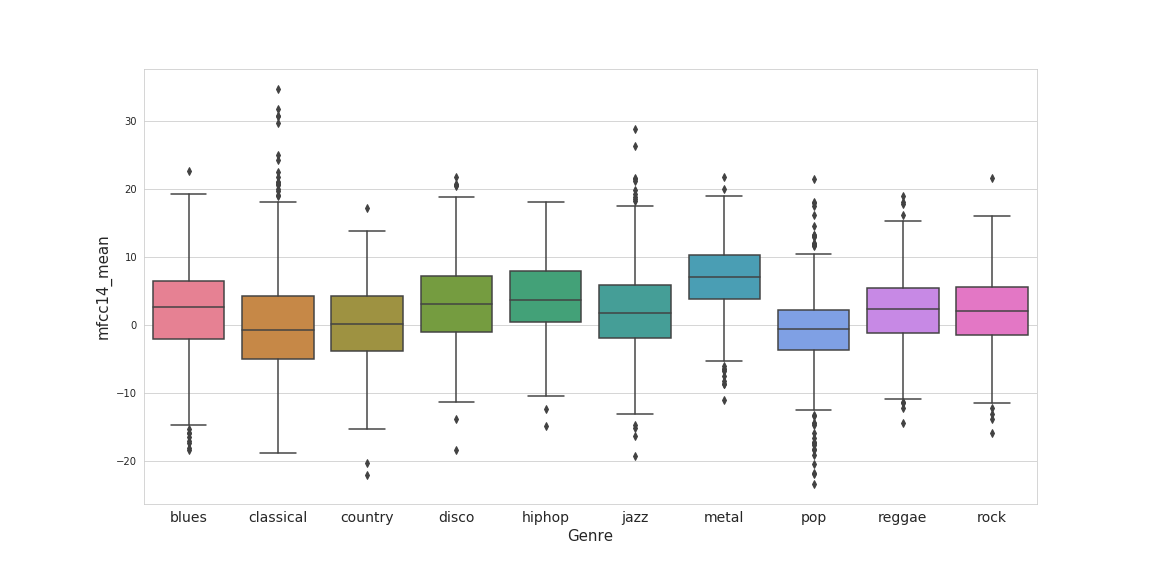 mfcc14_mean
30
20
10
0
−10
−20
blues classical country disco hiphop jazz metal pop reggae rock
Genre